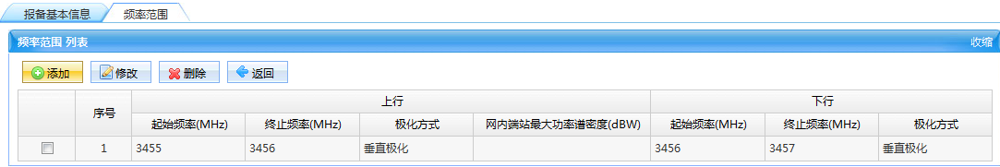 报备基本信息 频率范围
频率范围 列表 收缩
添加 修改 删除 返回
序号 上行 下行
起始频率(MHz) 终止频率(MHz) 极化方式 网内端站最大功率谱密度(dBW) 起始频率(MHz) 终止频率(MHz) 极化方式
1 3455 3456 垂直极化 3456 3457 垂直极化